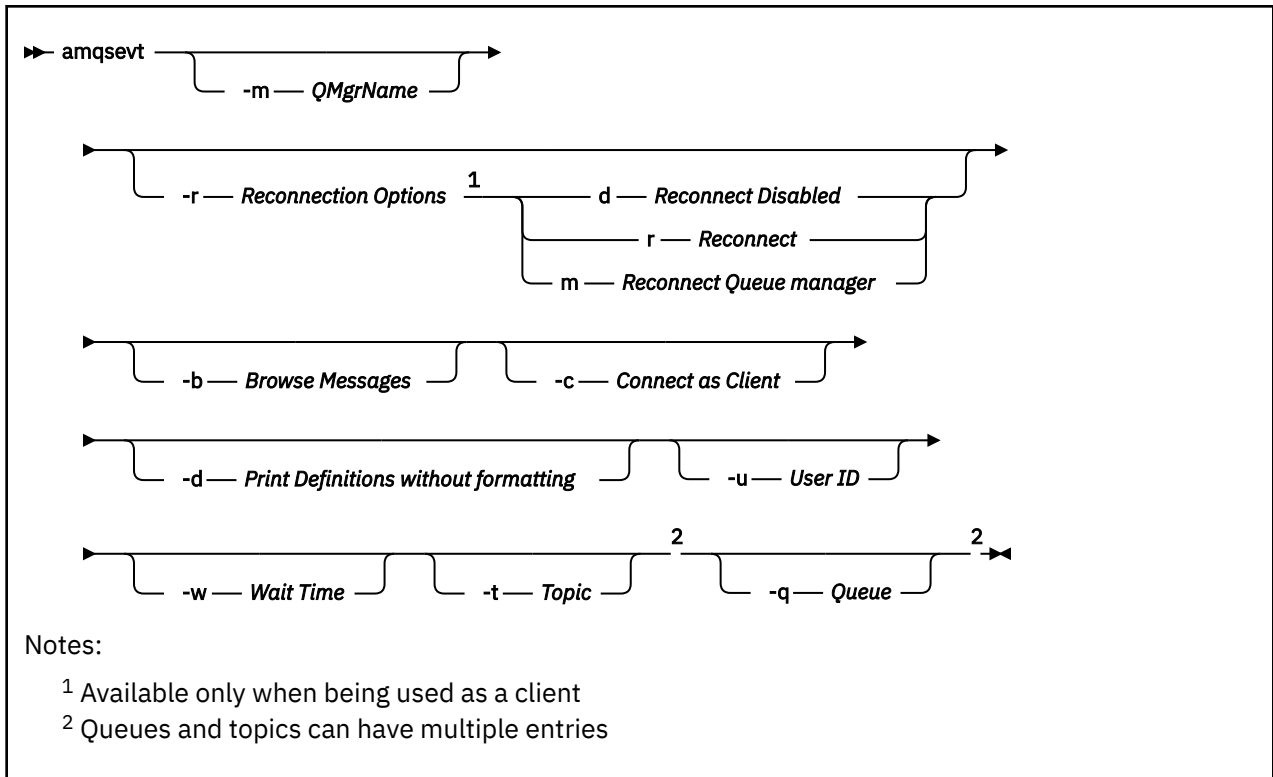 amqsevt
-m QMgrName
-r Reconnection Options 1 d Reconnect Disabled
r Reconnect
m Reconnect Queue manager
-b Browse Messages -c Connect as Client
-d Print Definitions without formatting -u User ID
-w Wait Time -t Topic 2 -q Queue 2
Notes:
1 Available only when being used as a client
2 Queues and topics can have multiple entries